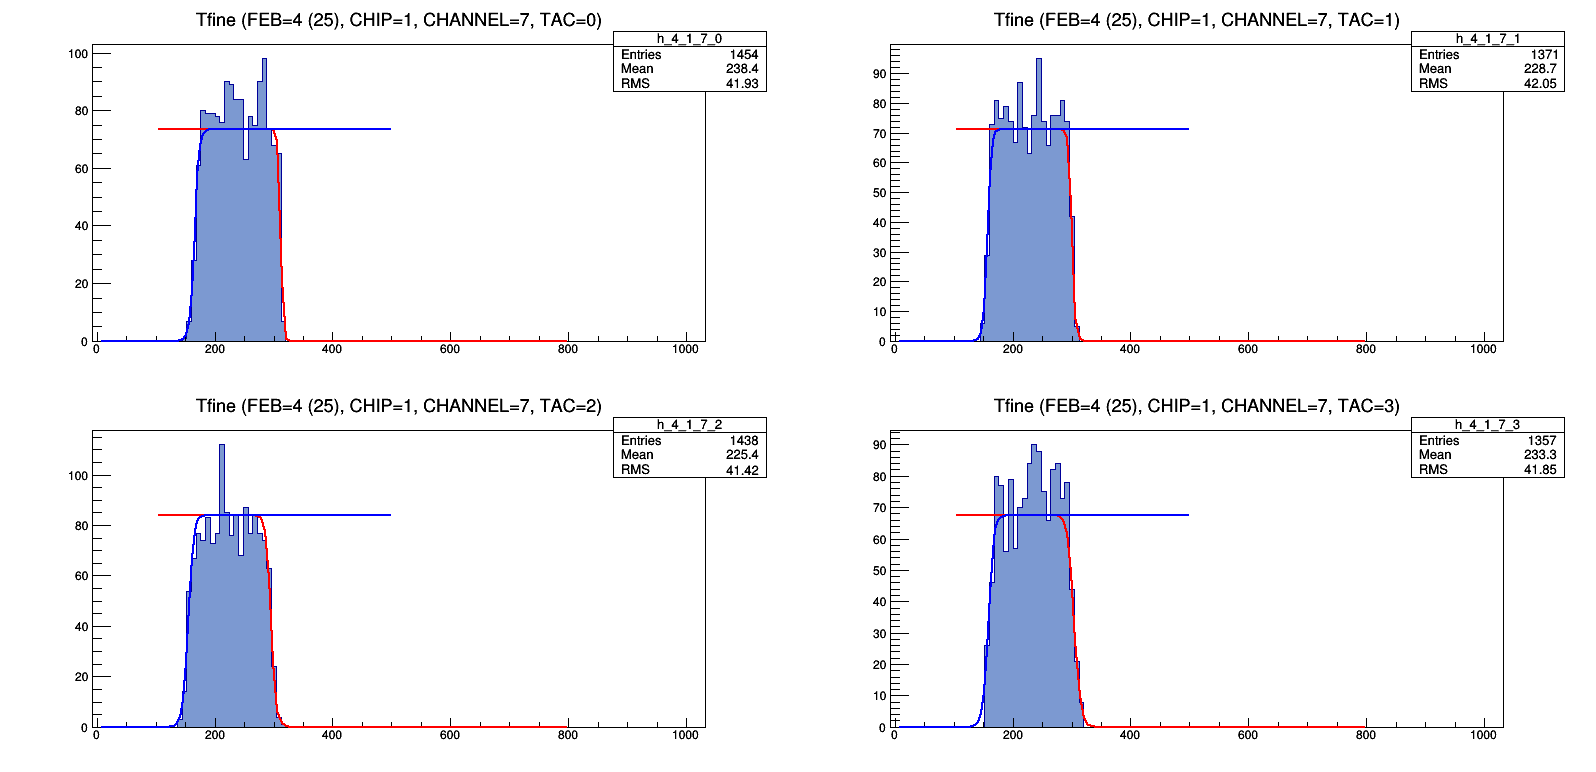 Tfine (FEB=4 (25), CHIP=1, CHANNEL=7, TAC=0)
h_4_1_7_0
Entries 1454
Mean 238.4
RMS 41.93
100
80
60
40
20
0
0 200 400 600 800 1000
Tfine (FEB=4 (25), CHIP=1, CHANNEL=7, TAC=1)
h_4_1_7_1
Entries 1371
Mean 228.7
RMS 42.05
90
80
70
60
50
40
30
20
10
0
0 200 400 600 800 1000
Tfine (FEB=4 (25), CHIP=1, CHANNEL=7, TAC=2)
h_4_1_7_2
Entries 1438
Mean 225.4
RMS 41.42
100
80
60
40
20
0
0 200 400 600 800 1000
Tfine (FEB=4 (25), CHIP=1, CHANNEL=7, TAC=3)
h_4_1_7_3
Entries 1357
Mean 233.3
RMS 41.85
90
80
70
60
50
40
30
20
10
0
0 200 400 600 800 1000